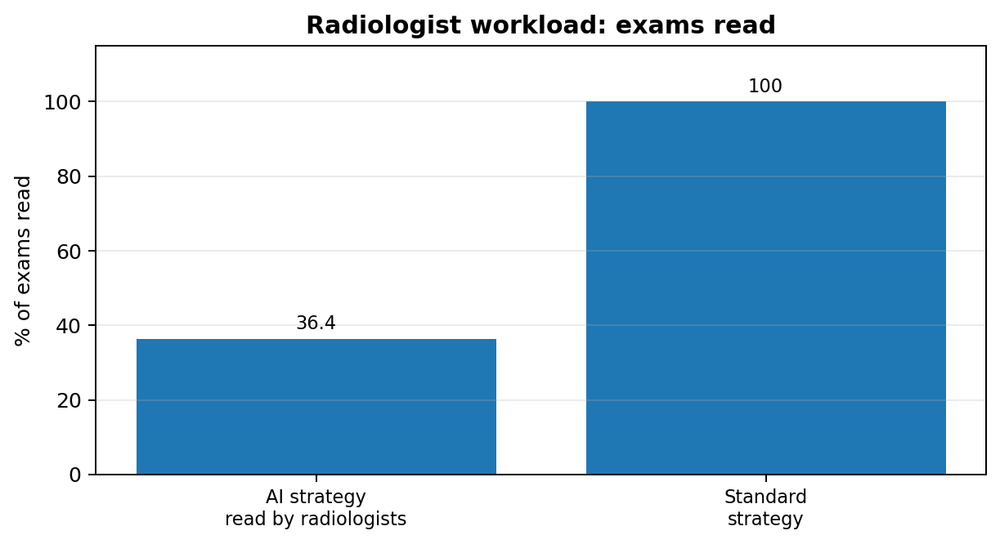 Radiologist workload: exams read
% of exams read
100
80
60
40
20
0
36.4
100
AI strategy
read by radiologists
Standard
strategy